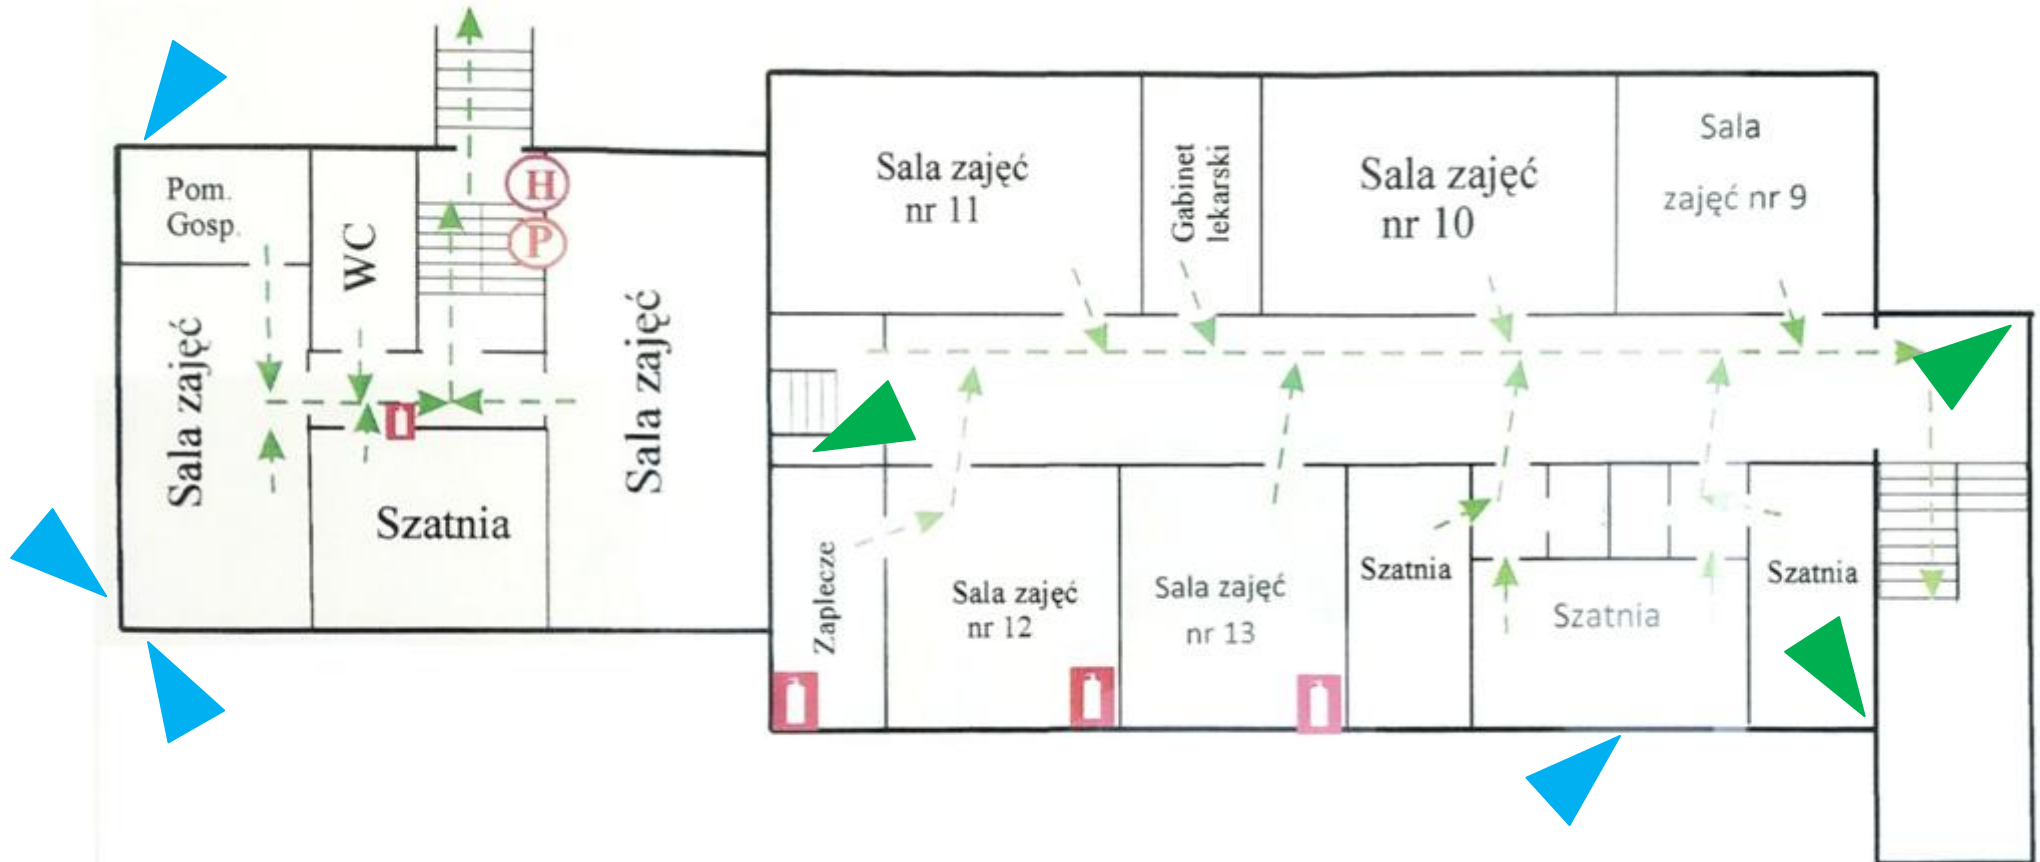 Pom.
Gosp.
WC
H
P
Sala zajęć
Szatnia
Sala zajęć
Sala zajęć
nr 11
Gabinet
lekarski
Sala zajęć
nr 10
Sala
zajęć nr 9
Zaplecze
Sala zajęć
nr 12
Sala zajęć
nr 13
Szatnia
Szatnia
Szatnia